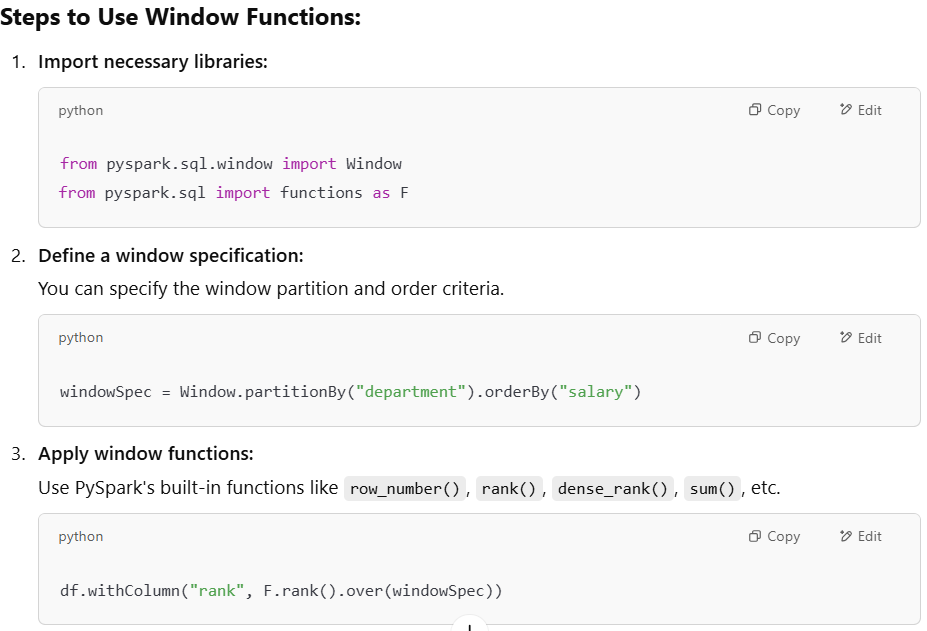 Steps to Use Window Functions:
1. Import necessary libraries:
python Copy Edit
from pyspark.sql.window import Window
from pyspark.sql import functions as F
2. Define a window specification:
You can specify the window partition and order criteria.
python Copy Edit
windowSpec = Window.partitionBy("department").orderBy("salary")
3. Apply window functions:
Use PySpark's built-in functions like row_number(), rank(), dense_rank(), sum(), etc.
python Copy Edit
df.withColumn("rank", F.rank().over(windowSpec))